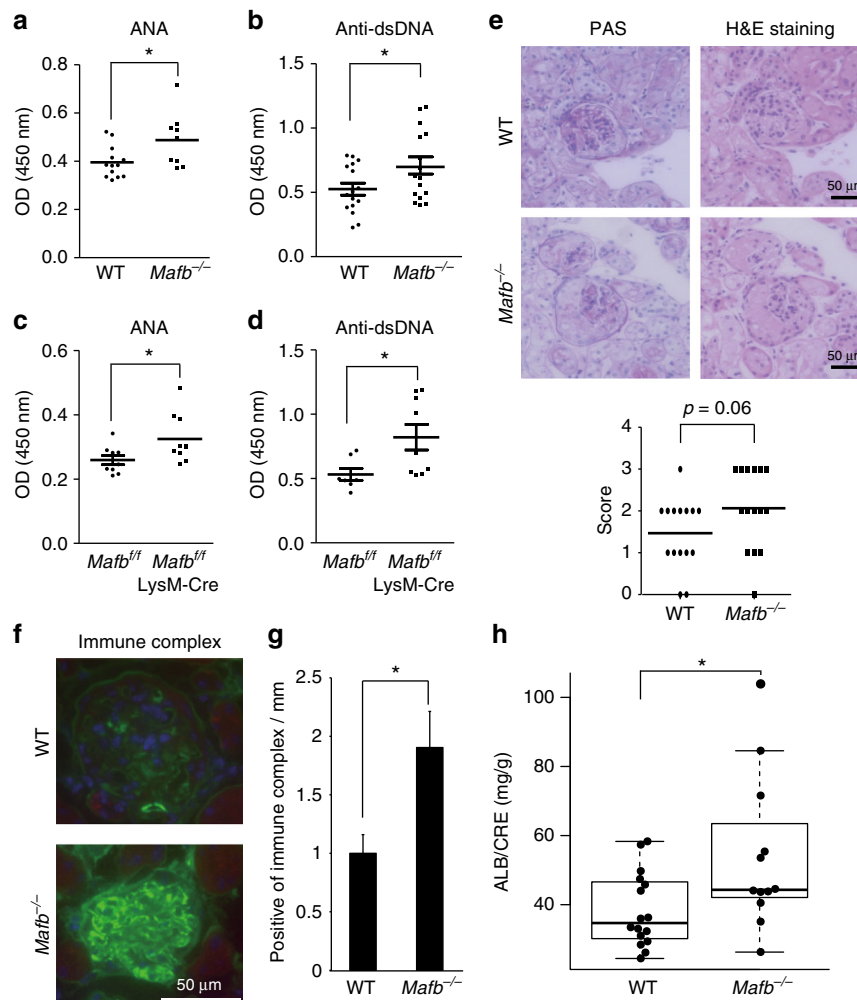 a
ANA
*
OD (450 nm)
0.8
0.6
0.4
0.2
0.0
WT
Mafb–/–
b
Anti-dsDNA
*
OD (450 nm)
1.5
1.0
0.5
0.0
WT
Mafb–/–
c
ANA
*
OD (450 nm)
0.6
0.4
0.2
0.0
Mafbf/f
Mafbf/f
LysM-Cre
d
Anti-dsDNA
*
OD (450 nm)
1.5
1.0
0.5
0.0
Mafbf/f
Mafbf/f
LysM-Cre
e
PAS
H&E staining
WT
50 μm
Mafb–/–
50 μm
p = 0.06
Score
4
3
2
1
0
WT
Mafb–/–
f
Immune complex
WT
Mafb–/–
50 μm
g
*
Positive of immune complex / mm
2.5
2
1.5
1
0.5
0
WT
Mafb–/–
h
*
ALB/CRE (mg/g)
100
80
60
40
WT
Mafb–/–